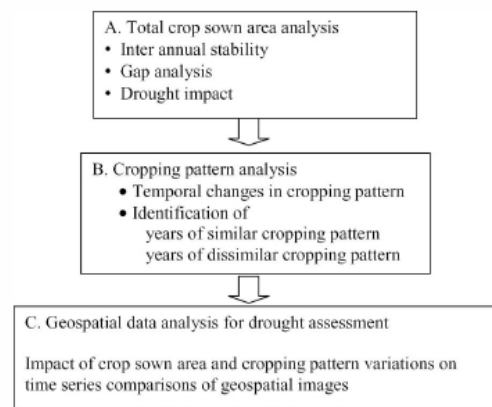 A. Total crop sown area analysis
• Inter annual stability
• Gap analysis
• Drought impact
B. Cropping pattern analysis
• Temporal changes in cropping pattern
• Identification of
years of similar cropping pattern
years of dissimilar cropping pattern
C. Geospatial data analysis for drought assessment
Impact of crop sown area and cropping pattern variations on
time series comparisons of geospatial images